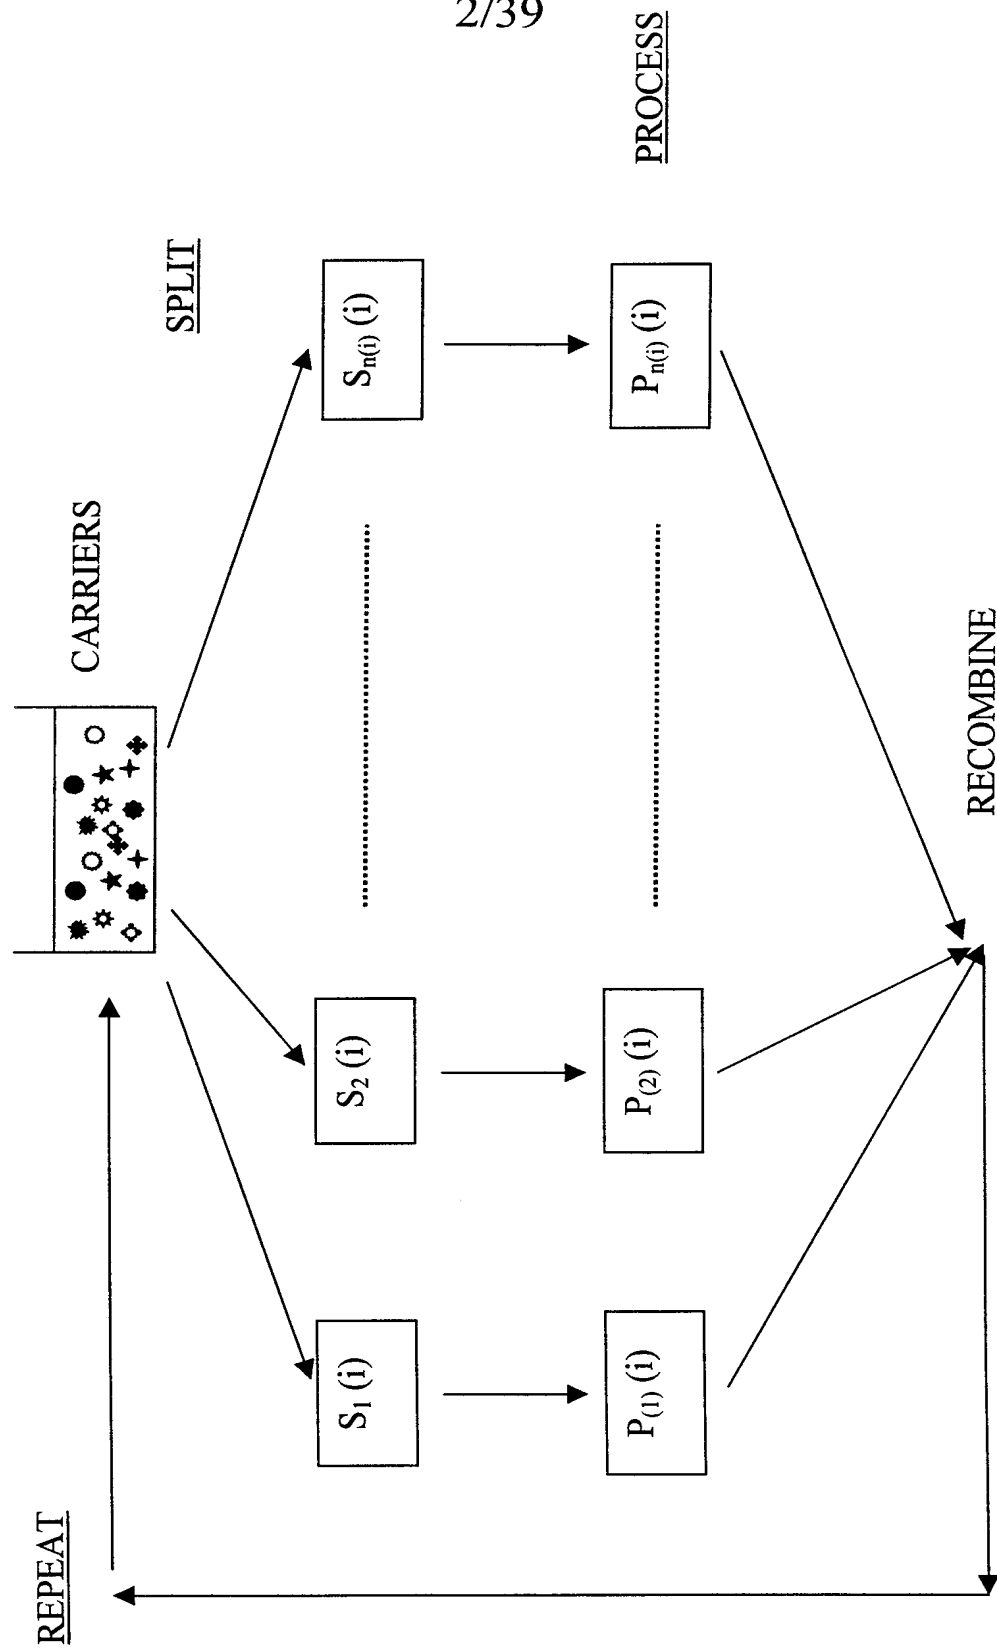 2/39
REPEAT
CARRIERS
SPLIT
S₁ (i)
S₂ (i)
Sₙ₍ᵢ₎ (i)
PROCESS
P₍₁₎ (i)
P₍₂₎ (i)
Pₙ₍ᵢ₎ (i)
RECOMBINE